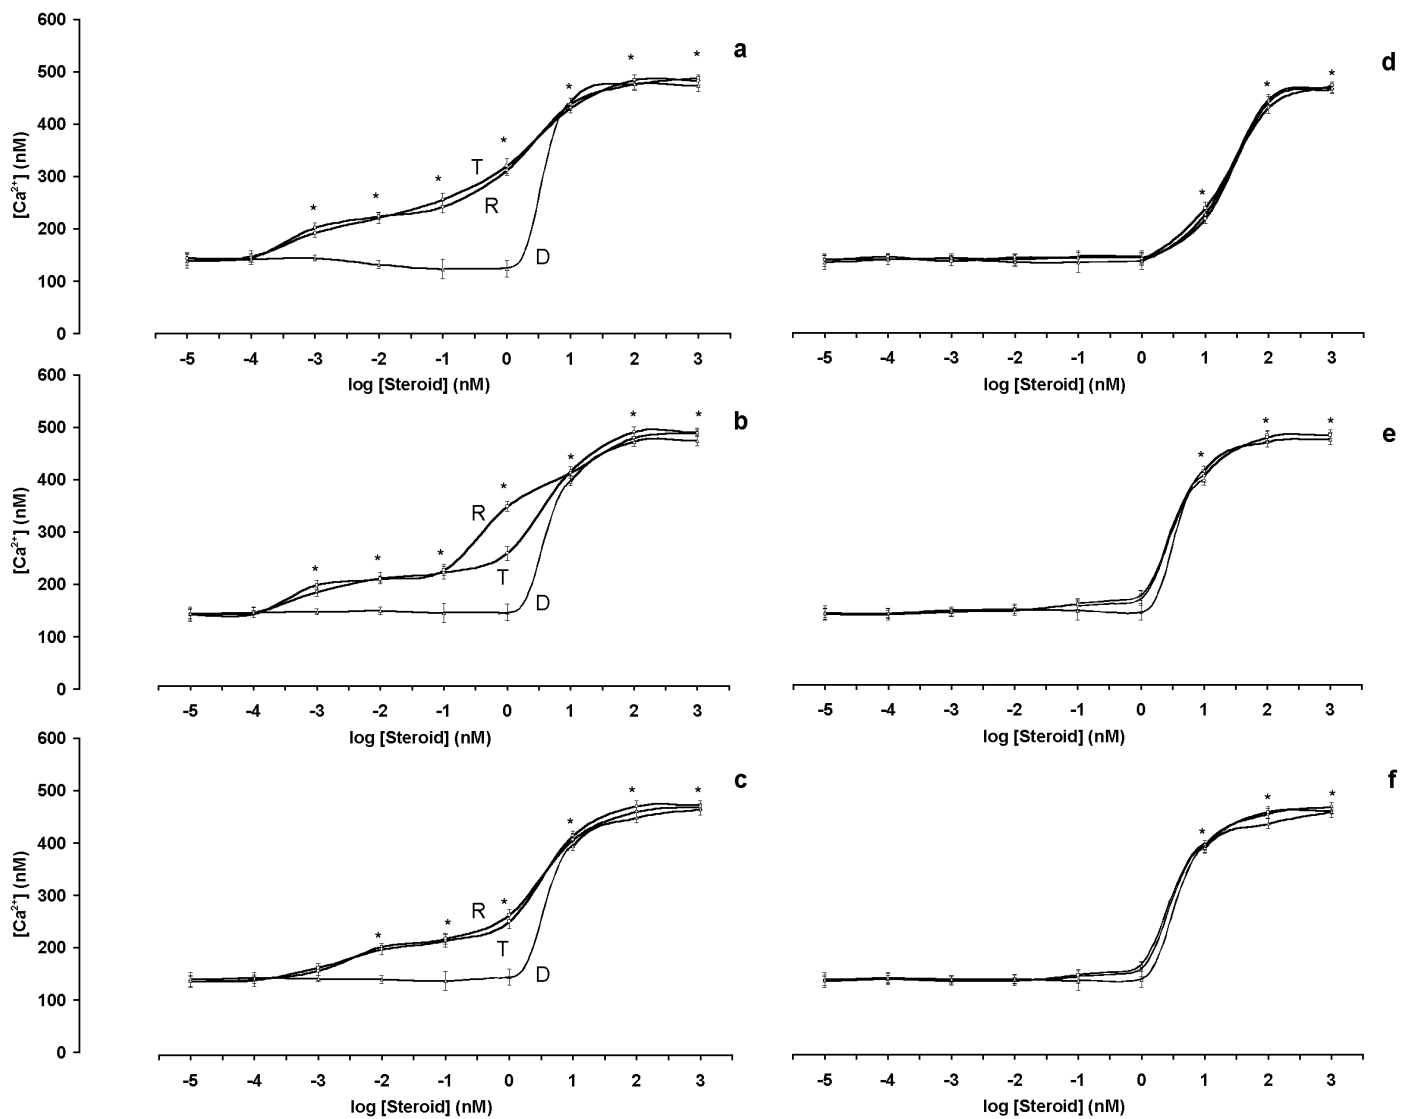 600
500
400
300
200
100
0
[Ca²⁺] (nM)
* * * * * * *
T
R
D
a
-5 -4 -3 -2 -1 0 1 2 3
log [Steroid] (nM)
* * *
d
-5 -4 -3 -2 -1 0 1 2 3
log [Steroid] (nM)
600
500
400
300
200
100
0
[Ca²⁺] (nM)
* * * * * * *
R
T
D
b
-5 -4 -3 -2 -1 0 1 2 3
log [Steroid] (nM)
* * *
e
-5 -4 -3 -2 -1 0 1 2 3
log [Steroid] (nM)
600
500
400
300
200
100
0
[Ca²⁺] (nM)
* * * * * *
R
T
D
c
-5 -4 -3 -2 -1 0 1 2 3
log [Steroid] (nM)
* * *
f
-5 -4 -3 -2 -1 0 1 2 3
log [Steroid] (nM)